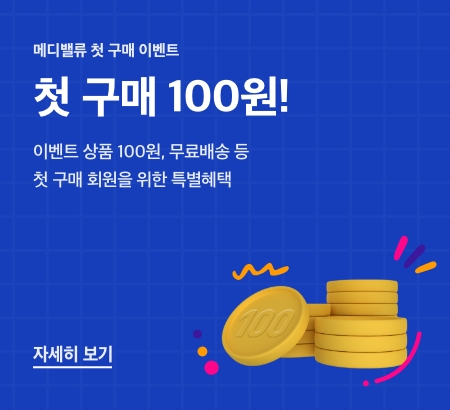 메디밸류 첫 구매 이벤트
첫 구매 100원!
이벤트 상품 100원, 무료배송 등
첫 구매 회원을 위한 특별혜택
100
자세히 보기